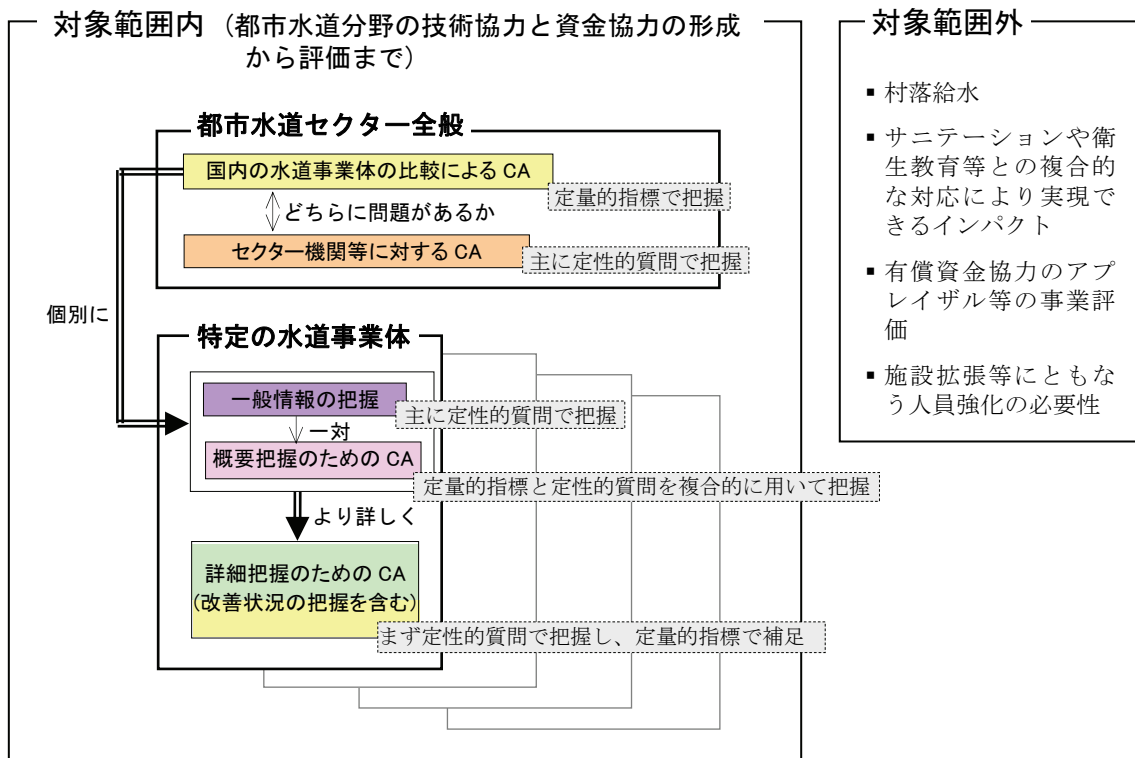 対象範囲内 （都市水道分野の技術協力と資金協力の形成
から評価まで）
都市水道セクター全般
国内の水道事業体の比較による CA
定量的指標で把握
どちらに問題があるか
セクター機関等に対する CA
主に定性的質問で把握
個別に
特定の水道事業体
一般情報の把握
主に定性的質問で把握
一対
概要把握のための CA
定量的指標と定性的質問を複合的に用いて把握
より詳しく
詳細把握のための CA
(改善状況の把握を含む)
まず定性的質問で把握し、定量的指標で補足
対象範囲外
▪ 村落給水
▪ サニテーションや衛
生教育等との複合的
な対応により実現で
きるインパクト
▪ 有償資金協力のアプ
レイザル等の事業評
価
▪ 施設拡張等にともな
う人員強化の必要性